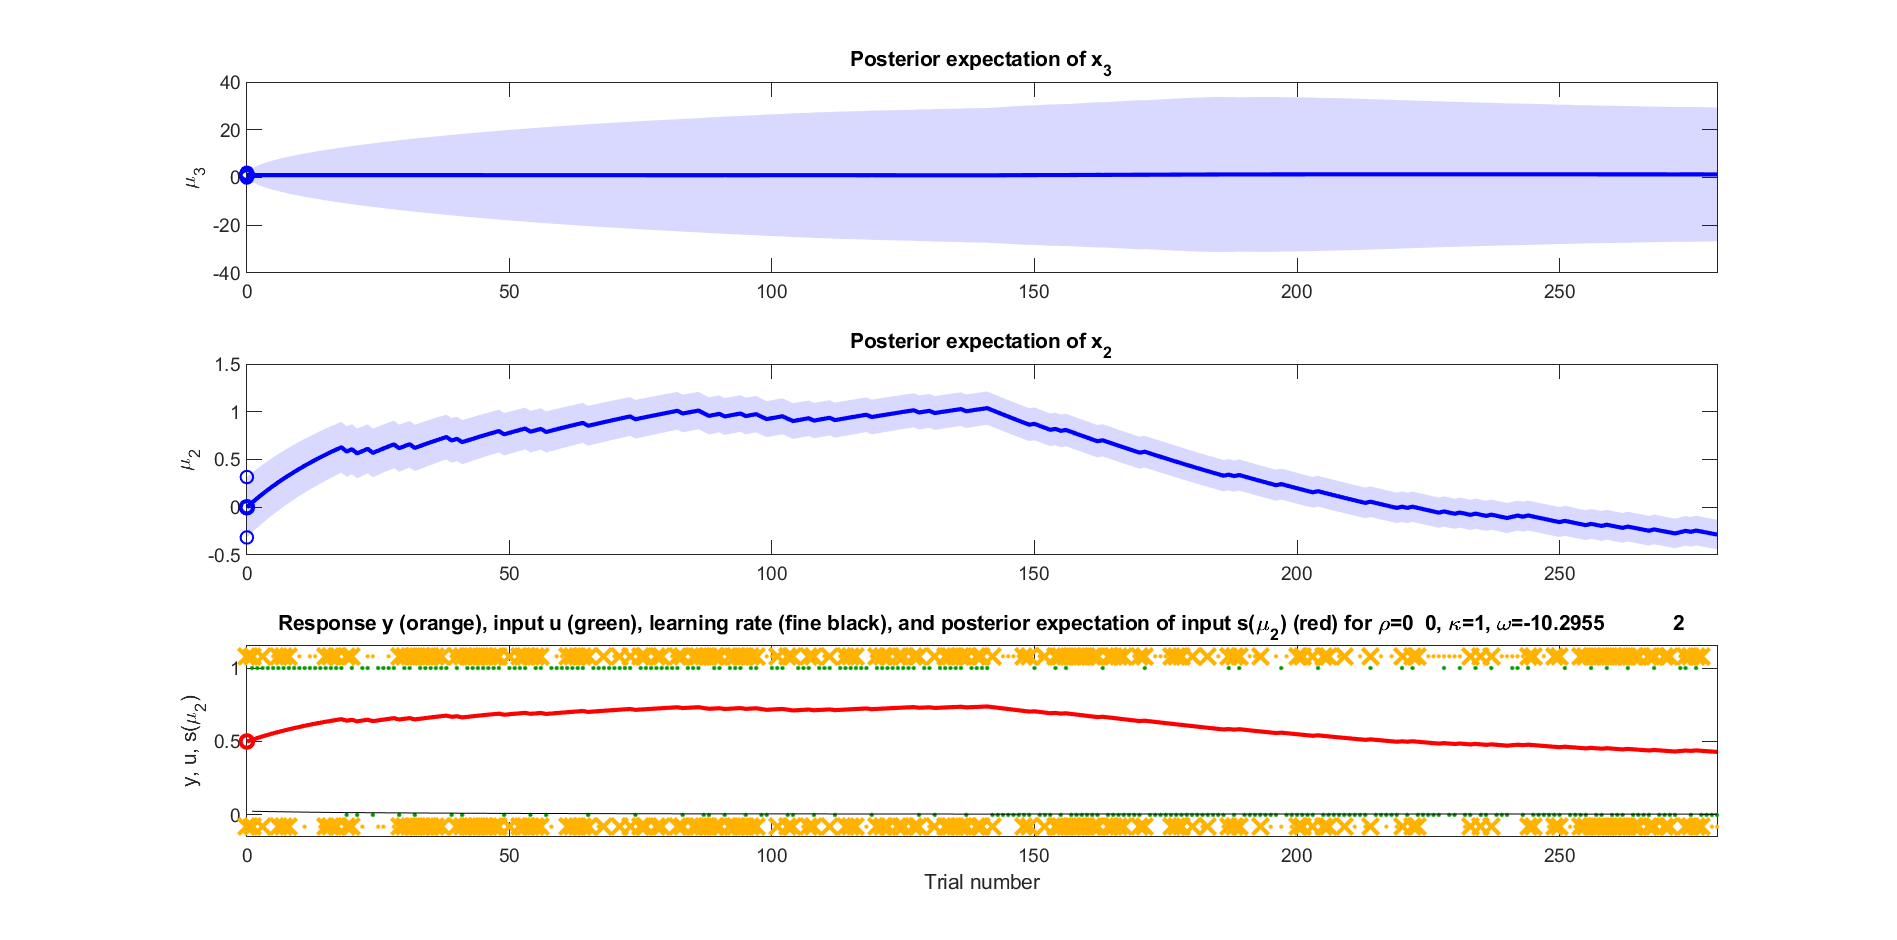 Posterior expectation of x3
40
20
0
-20
-40
μ3
0 50 100 150 200 250
Posterior expectation of x2
1.5
1
0.5
0
-0.5
μ2
0 50 100 150 200 250
Response y (orange), input u (green), learning rate (fine black), and posterior expectation of input s(μ2) (red) for ρ=0 0, κ=1, ω=-10.2955 2
1
0.5
0
y, u, s(μ2)
0 50 100 150 200 250
Trial number